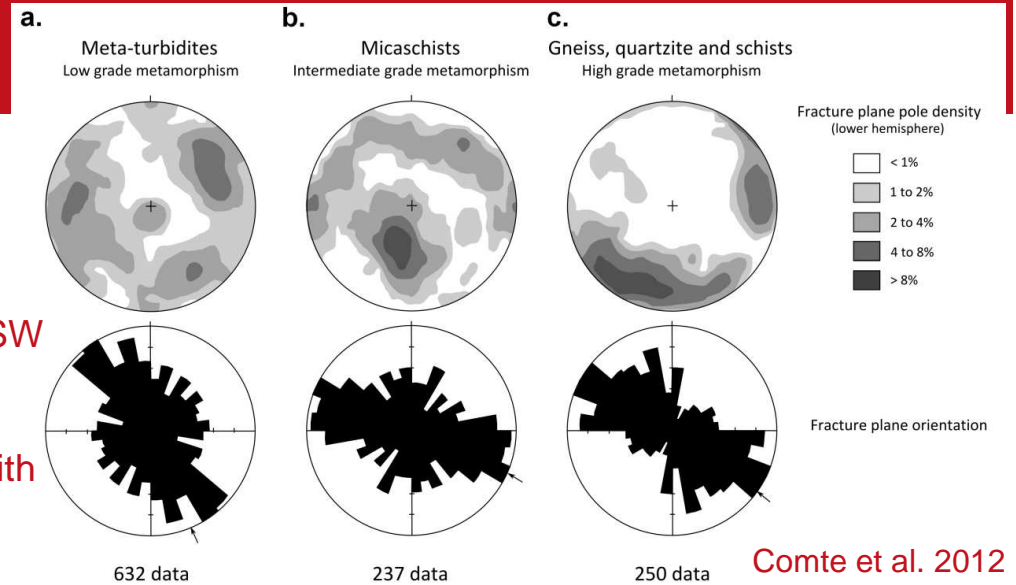 a.
b.
c.
Meta-turbidites
Low grade metamorphism
Micaschists
Intermediate grade metamorphism
Gneiss, quartzite and schists
High grade metamorphism
Fracture plane pole density
(lower hemisphere)
< 1%
1 to 2%
2 to 4%
4 to 8%
> 8%
SW
ith
Fracture plane orientation
632 data
237 data
250 data
Comte et al. 2012